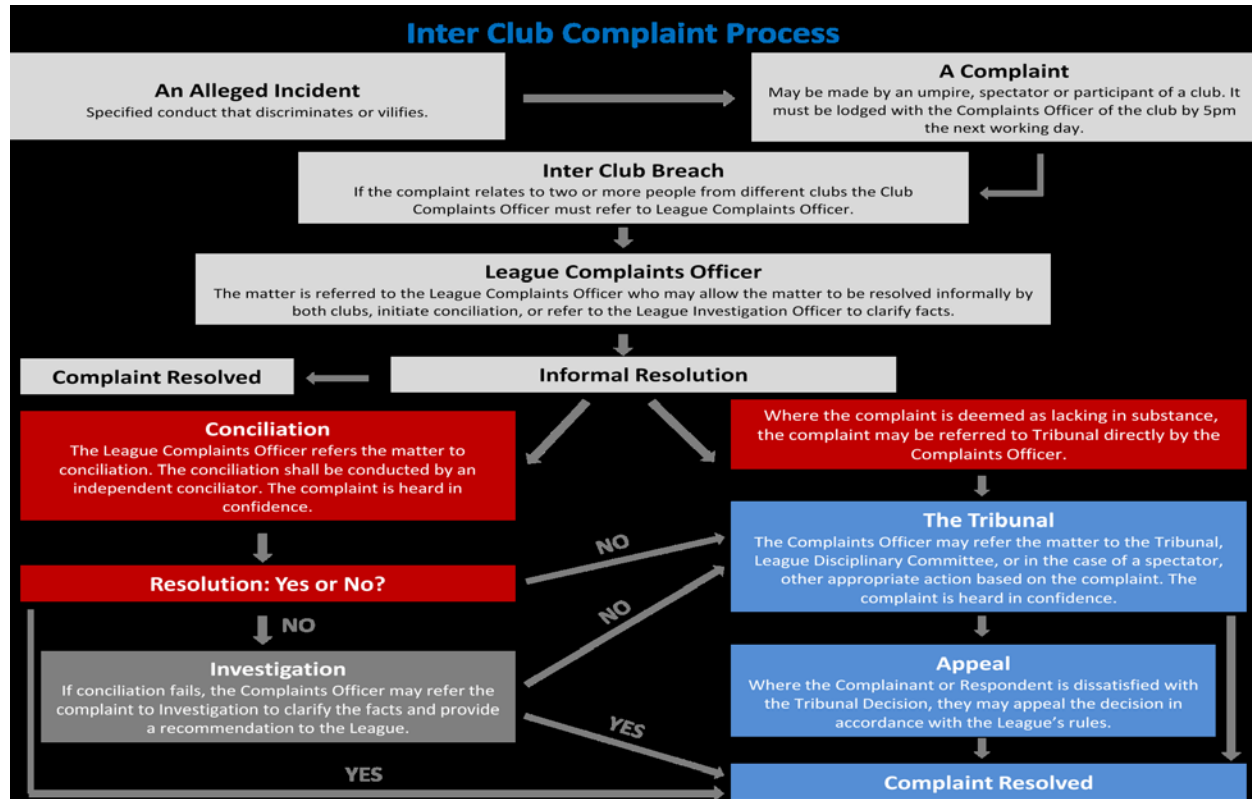 Inter Club Complaint Process
An Alleged Incident
Specified conduct that discriminates or vilifies.
A Complaint
May be made by an umpire, spectator or participant of a club. It
must be lodged with the Complaints Officer of the club by 5pm
the next working day.
Inter Club Breach
If the complaint relates to two or more people from different clubs the Club
Complaints Officer must refer to League Complaints Officer.
League Complaints Officer
The matter is referred to the League Complaints Officer who may allow the matter to be resolved informally by
both clubs, initiate conciliation, or refer to the League Investigation Officer to clarify facts.
Complaint Resolved
Informal Resolution
Conciliation
The League Complaints Officer refers the matter to
conciliation. The conciliation shall be conducted by an
independent conciliator. The complaint is heard in
confidence.
Where the complaint is deemed as lacking in substance,
the complaint may be referred to Tribunal directly by the
Complaints Officer.
Resolution: Yes or No?
NO
The Tribunal
The Complaints Officer may refer the matter to the Tribunal,
League Disciplinary Committee, or in the case of a spectator,
other appropriate action based on the complaint. The
complaint is heard in confidence.
NO
NO
Investigation
If conciliation fails, the Complaints Officer may refer the
complaint to Investigation to clarify the facts and provide
a recommendation to the League.
Appeal
Where the Complainant or Respondent is dissatisfied with
the Tribunal Decision, they may appeal the decision in
accordance with the League's rules.
YES
YES
Complaint Resolved